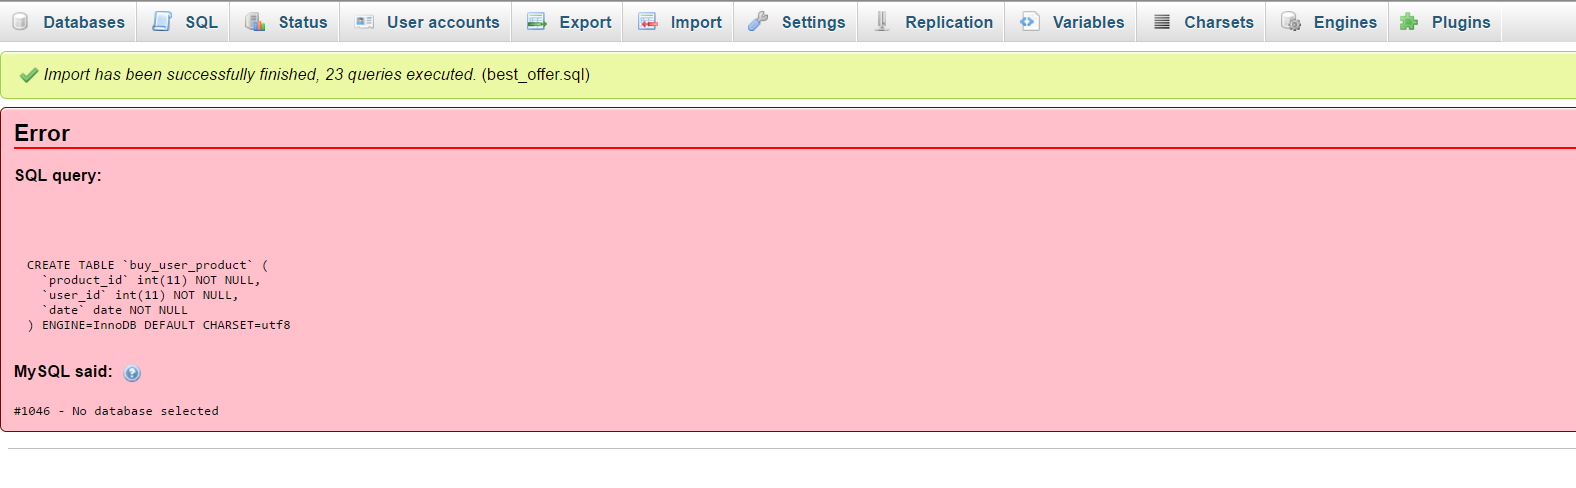 Databases SQL Status User accounts Export Import Settings Replication Variables Charsets Engines Plugins
Import has been successfully finished, 23 queries executed. (best_offer.sql)
Error
SQL query:
CREATE TABLE `buy_user_product` (
`product_id` int(11) NOT NULL,
`user_id` int(11) NOT NULL,
`date` date NOT NULL
) ENGINE=InnoDB DEFAULT CHARSET=utf8
MySQL said:
#1046 - No database selected